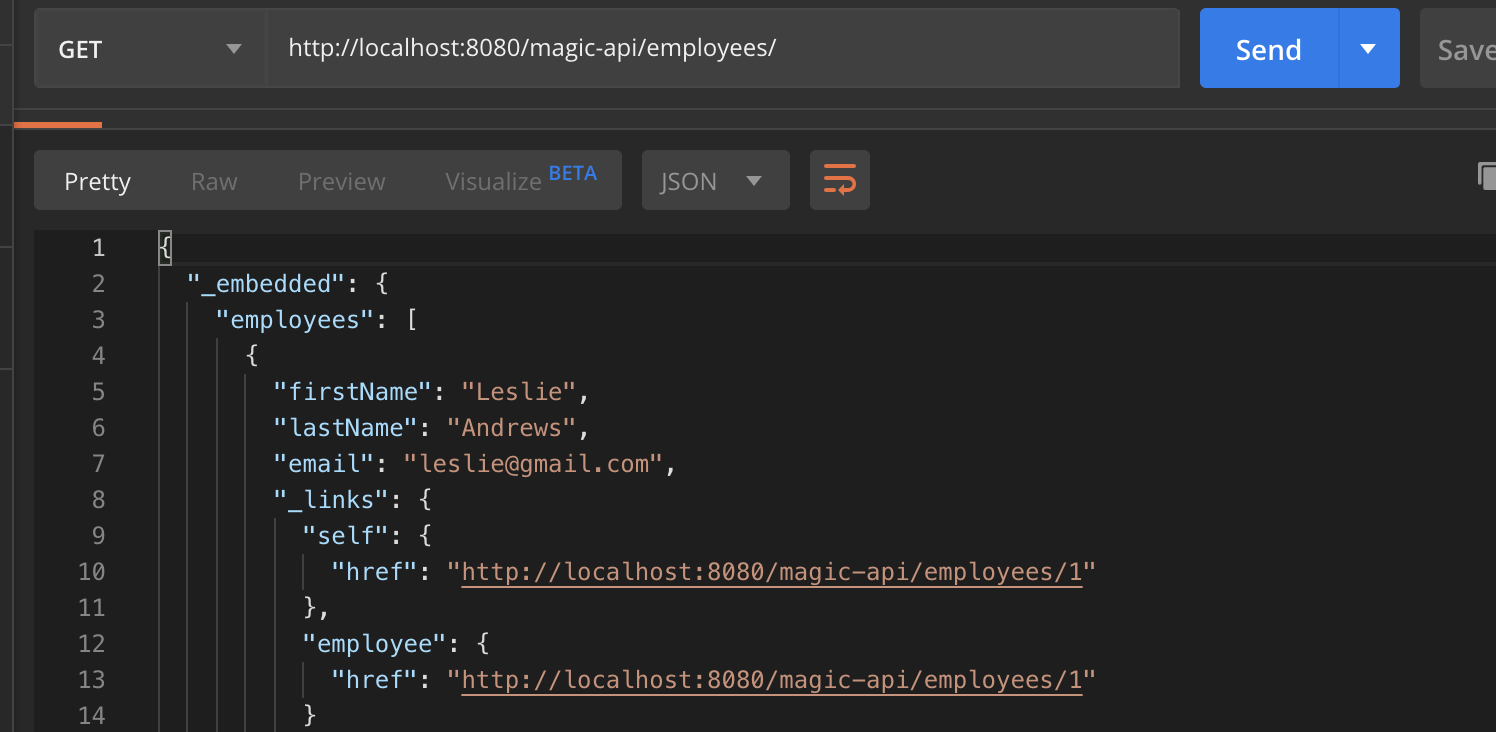 GET http://localhost:8080/magic-api/employees/ Send Save
Pretty Raw Preview Visualize BETA JSON
1 {
2 "_embedded": {
3 "employees": [
4 {
5 "firstName": "Leslie",
6 "lastName": "Andrews",
7 "email": "leslie@gmail.com",
8 "_links": {
9 "self": {
10 "href": "http://localhost:8080/magic-api/employees/1"
11 },
12 "employee": {
13 "href": "http://localhost:8080/magic-api/employees/1"
14 }